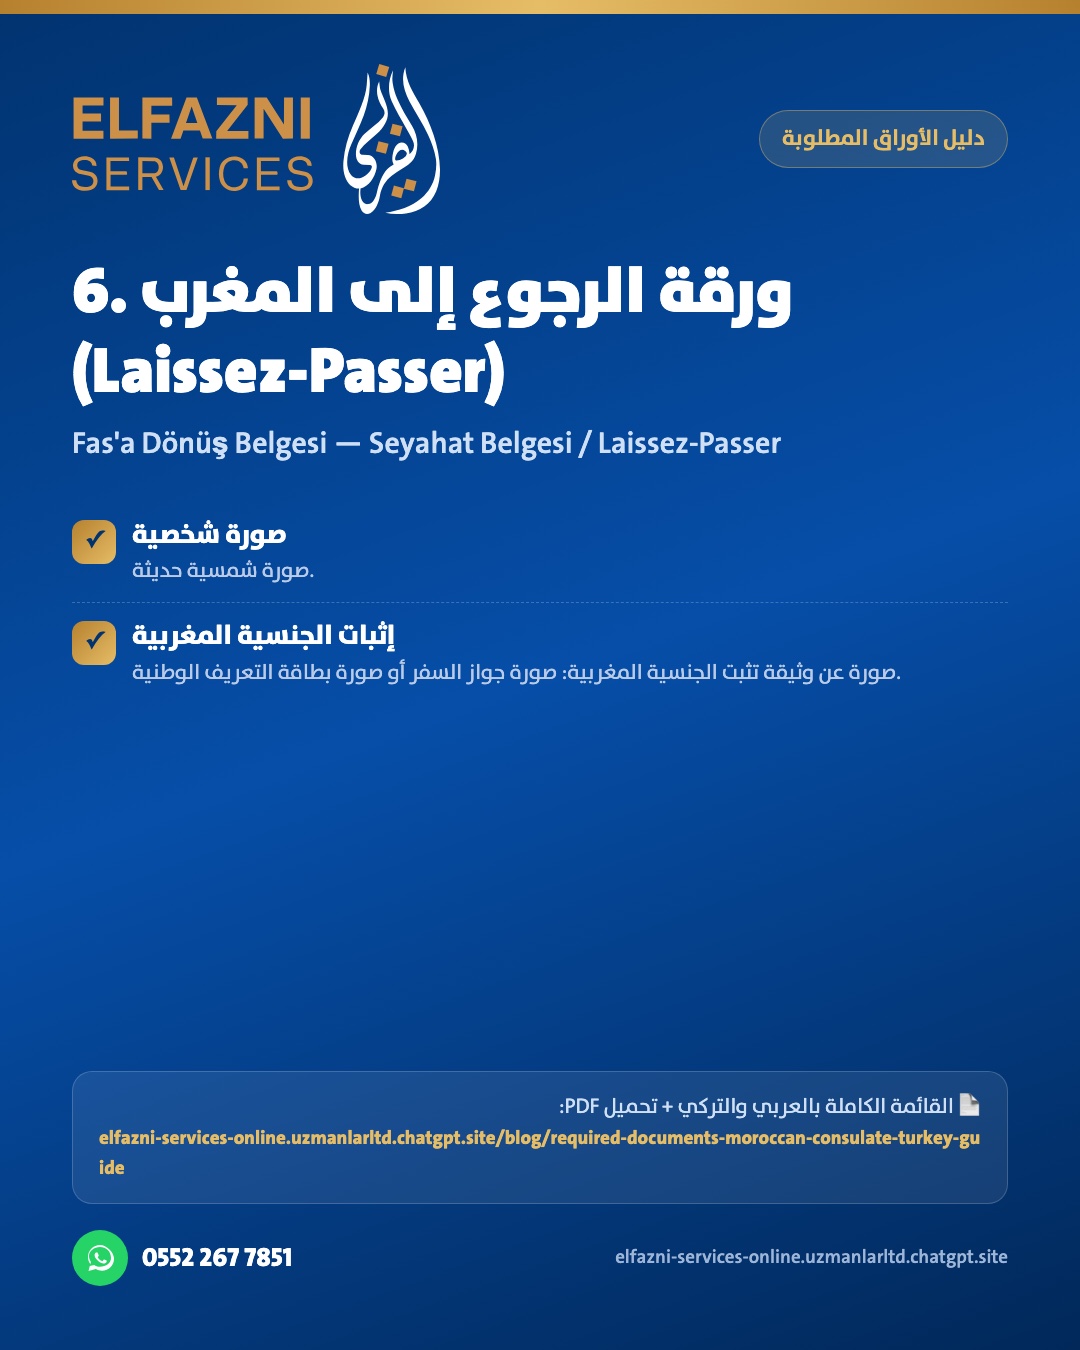 ELFAZNI
SERVICES
الفزني
دليل الأوراق المطلوبة
6. ورقة الرجوع إلى المغرب
(Laissez-Passer)
Fas'a Dönüş Belgesi — Seyahat Belgesi / Laissez-Passer
✓ صورة شخصية
صورة شمسية حديثة.
✓ إثبات الجنسية المغربية
صورة عن وثيقة تثبت الجنسية المغربية: صورة جواز السفر أو صورة بطاقة التعريف الوطنية.
القائمة الكاملة بالعربي والتركي + تحميل PDF:
elfazni-services-online.uzmanlarltd.chatgpt.site/blog/required-documents-moroccan-consulate-turkey-gu
ide
0552 267 7851
elfazni-services-online.uzmanlarltd.chatgpt.site